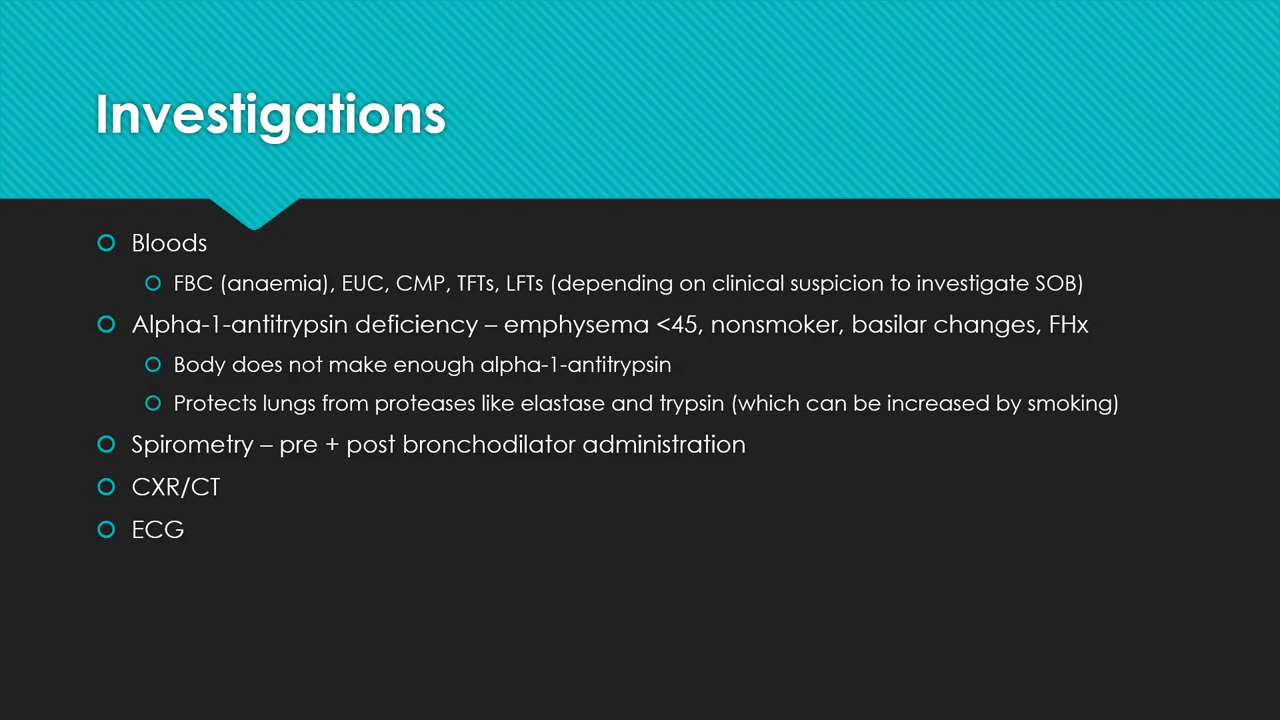 Investigations
Bloods
FBC (anaemia), EUC, CMP, TFTs, LFTs (depending on clinical suspicion to investigate SOB)
Alpha-1-antitrypsin deficiency – emphysema <45, nonsmoker, basilar changes, FHx
Body does not make enough alpha-1-antitrypsin
Protects lungs from proteases like elastase and trypsin (which can be increased by smoking)
Spirometry – pre + post bronchodilator administration
CXR/CT
ECG